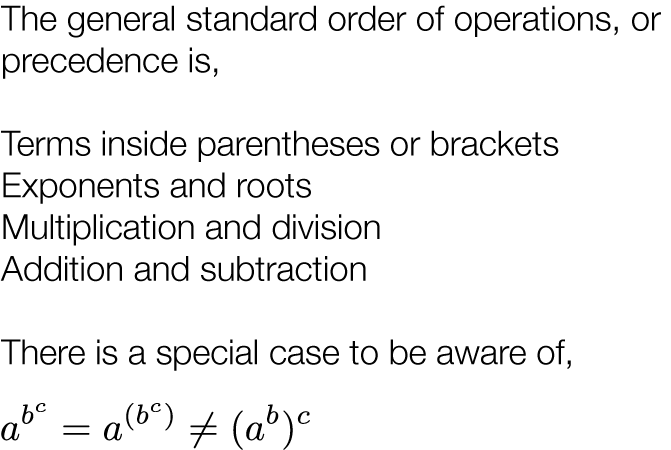 The general standard order of operations, or
precedence is,
Terms inside parentheses or brackets
Exponents and roots
Multiplication and division
Addition and subtraction
There is a special case to be aware of,
$a^{b^c} = a^{(b^c)} \neq (a^b)^c$